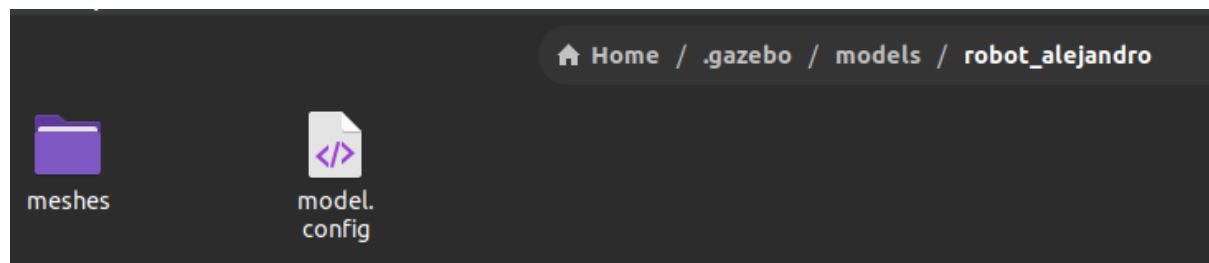 Home / .gazebo / models / robot_alejandro
</>
meshes
model.
config